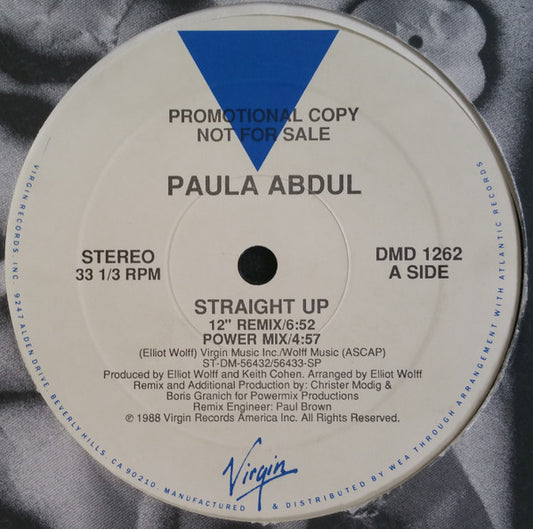 PROMOTIONAL COPY
NOT FOR SALE
PAULA ABDUL
STEREO
33 1/3 RPM
DMD 1262
A SIDE
STRAIGHT UP
12" REMIX/6:52
POWER MIX/4:57
(Elliot Wolff) Virgin Music Inc./Wolff Music (ASCAP)
ST-DM-56432/56433-SP
Produced by Elliot Wolff and Keith Cohen. Arranged by Elliot Wolff
Remix and Additional Production by: Christer Modig &
Boris Granich for Powermix Productions
Remix Engineer: Paul Brown
℗ 1988 Virgin Records America Inc. All Rights Reserved.
Virgin
VIRGIN RECORDS INC. 9247 ALDEN DRIVE, BEVERLY HILLS, CA 90210. MANUFACTURED & DISTRIBUTED BY WEA THROUGH ARRANGEMENT WITH ATLANTIC RECORDS